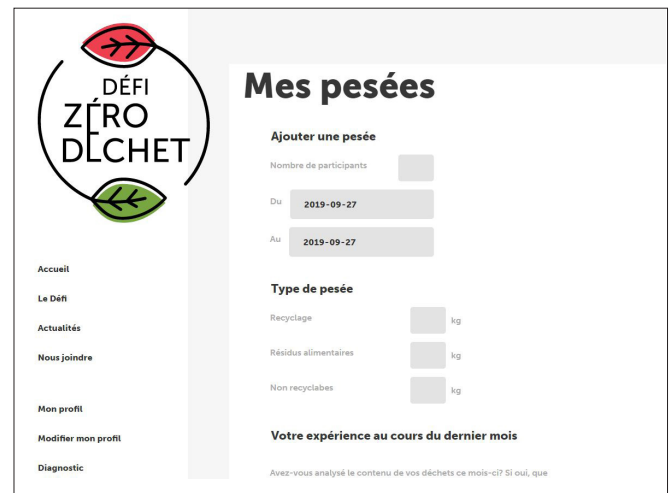 DÉFI
ZÉRO
DÉCHET
Accueil
Le Défi
Actualités
Nous joindre
Mon profil
Modifier mon profil
Diagnostic
Mes pesées
Ajouter une pesée
Nombre de participants
Du 2019-09-27
Au 2019-09-27
Type de pesée
Recyclage kg
Résidus alimentaires kg
Non recyclabes kg
Votre expérience au cours du dernier mois
Avez-vous analysé le contenu de vos déchets ce mois-ci? Si oui, que